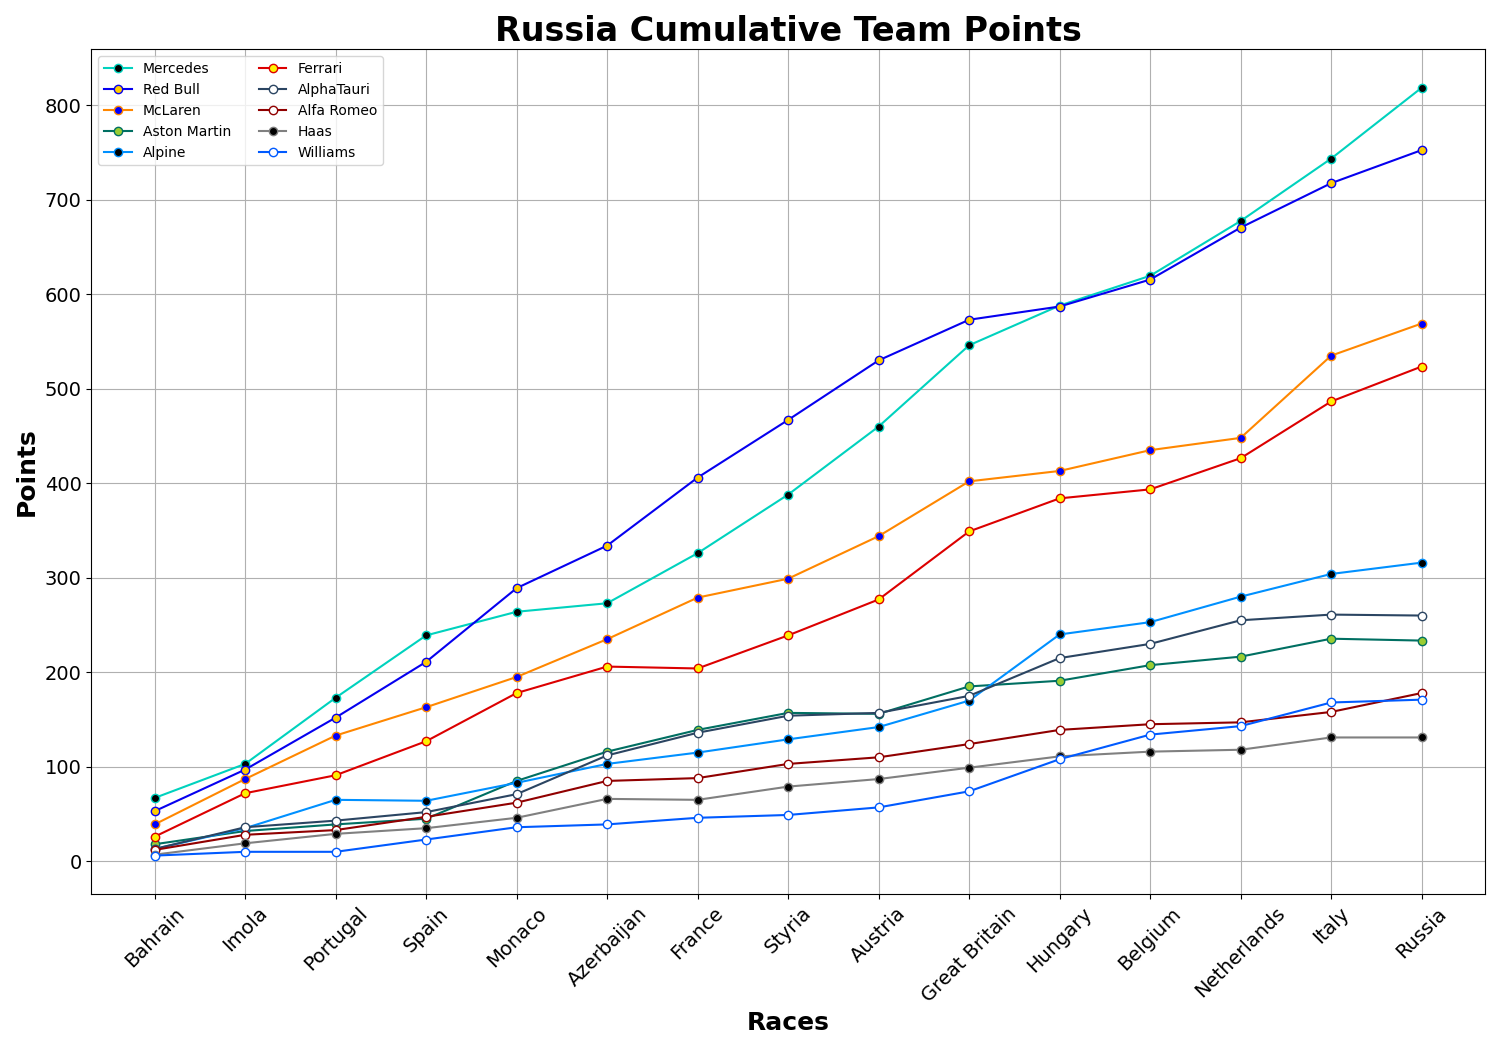 Russia Cumulative Team Points
Mercedes
Red Bull
McLaren
Aston Martin
Alpine
Ferrari
AlphaTauri
Alfa Romeo
Haas
Williams
800
700
600
500
400
300
200
100
0
Points
Bahrain
Imola
Portugal
Spain
Monaco
Azerbaijan
France
Styria
Austria
Great Britain
Hungary
Belgium
Netherlands
Italy
Russia
Races